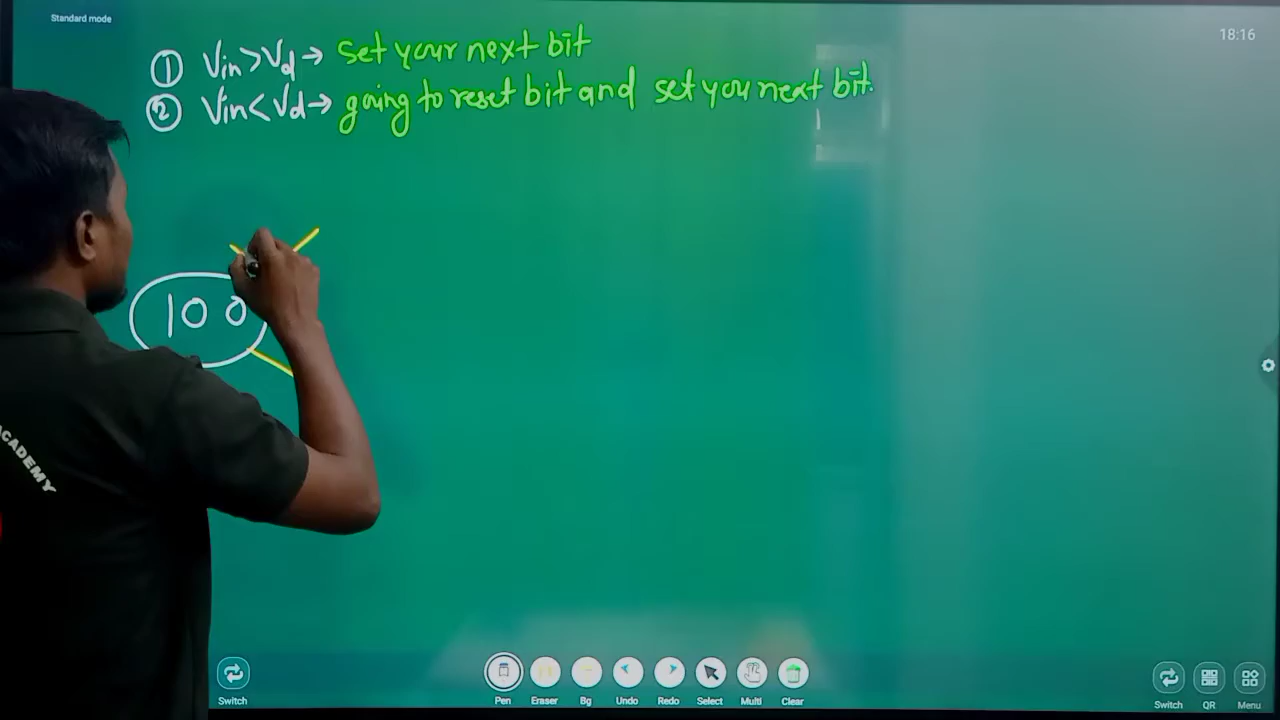 Standard mode
18:16
① Vin>Vd→ set your next bit
② Vin<Vd→ going to reset bit and set you next bit.
100
ACADEMY
Switch Pen Eraser Bg Undo Redo Select Multi Clear Switch QR Menu